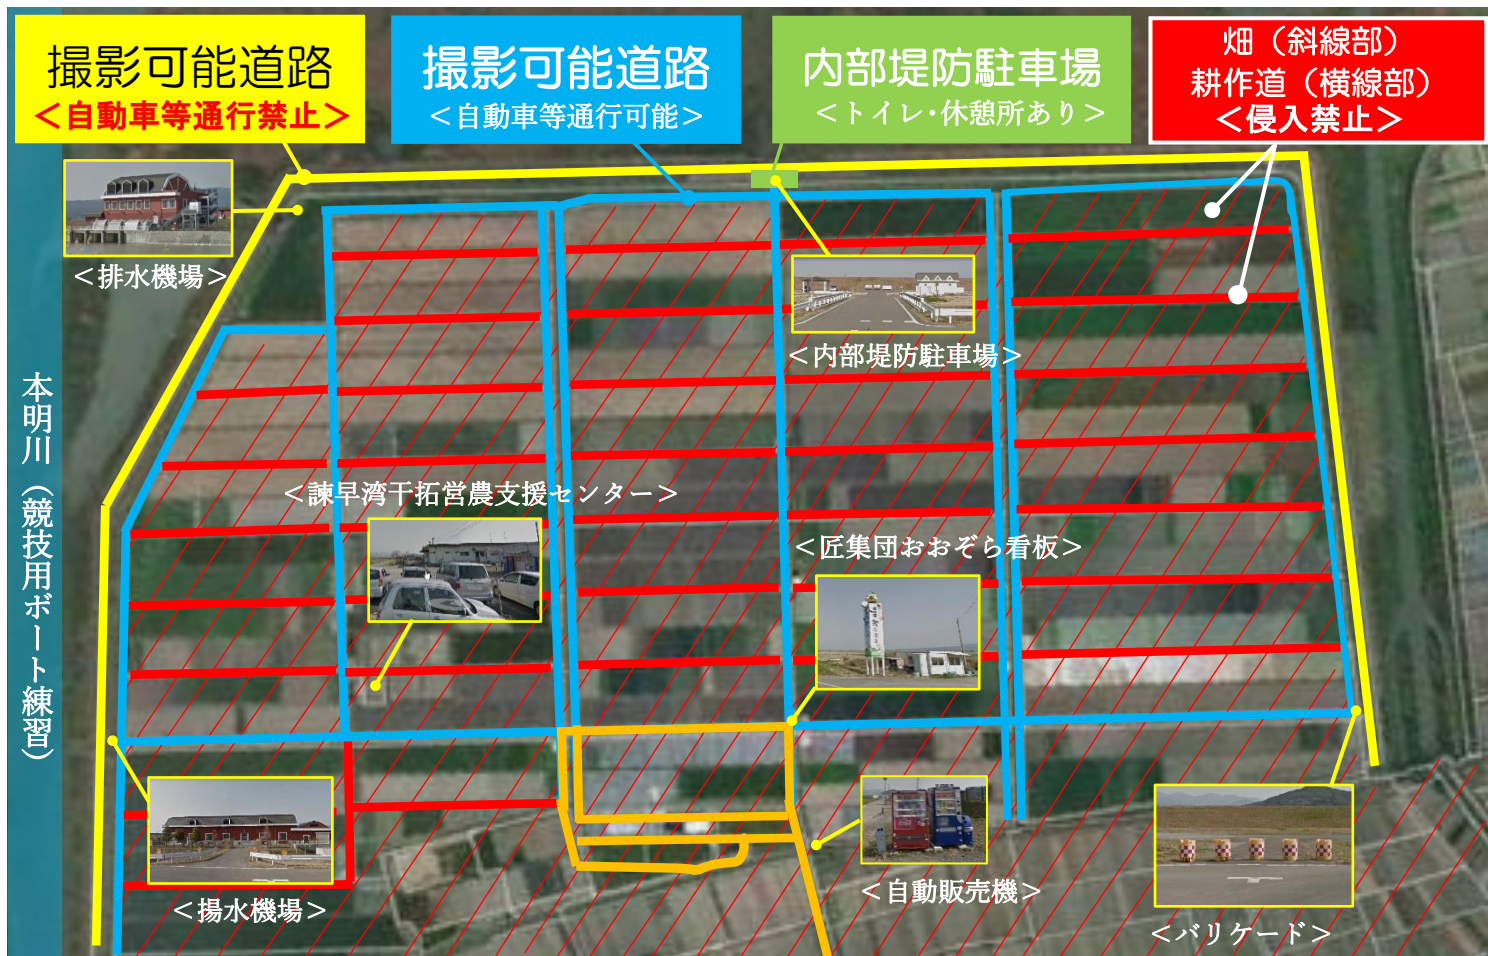 撮影可能道路
＜自動車等通行禁止＞
撮影可能道路
＜自動車等通行可能＞
内部堤防駐車場
＜トイレ・休憩所あり＞
畑（斜線部）
耕作道（横線部）
＜侵入禁止＞
＜排水機場＞
＜内部堤防駐車場＞
本明川（競技用ボート練習）
＜諫早湾干拓営農支援センター＞
＜匠集団おおぞら看板＞
＜揚水機場＞
＜自動販売機＞
＜バリケード＞